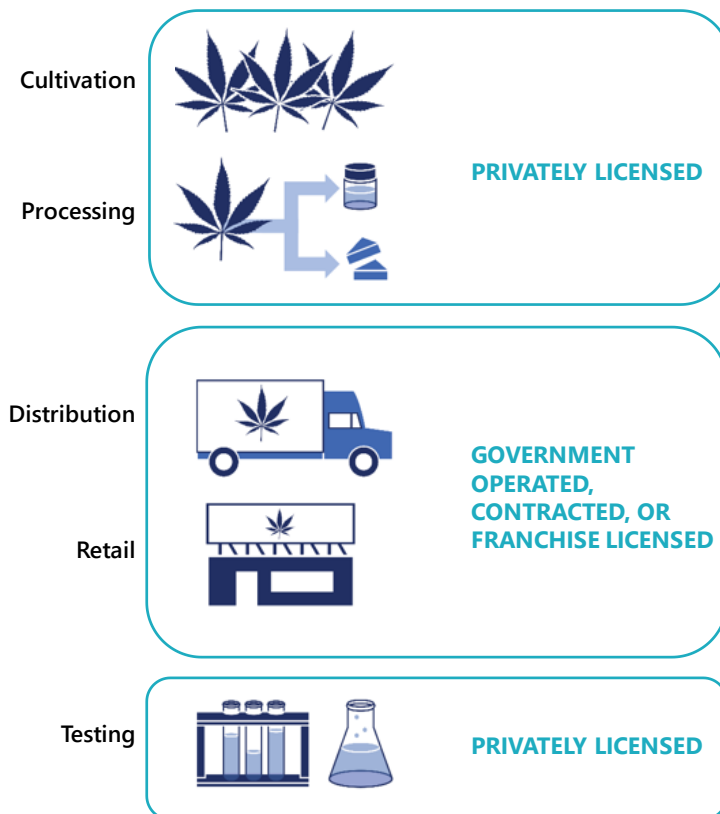 Cultivation
PRIVATELY LICENSED
Processing
Distribution
GOVERNMENT
OPERATED,
CONTRACTED, OR
FRANCHISE LICENSED
Retail
Testing
PRIVATELY LICENSED